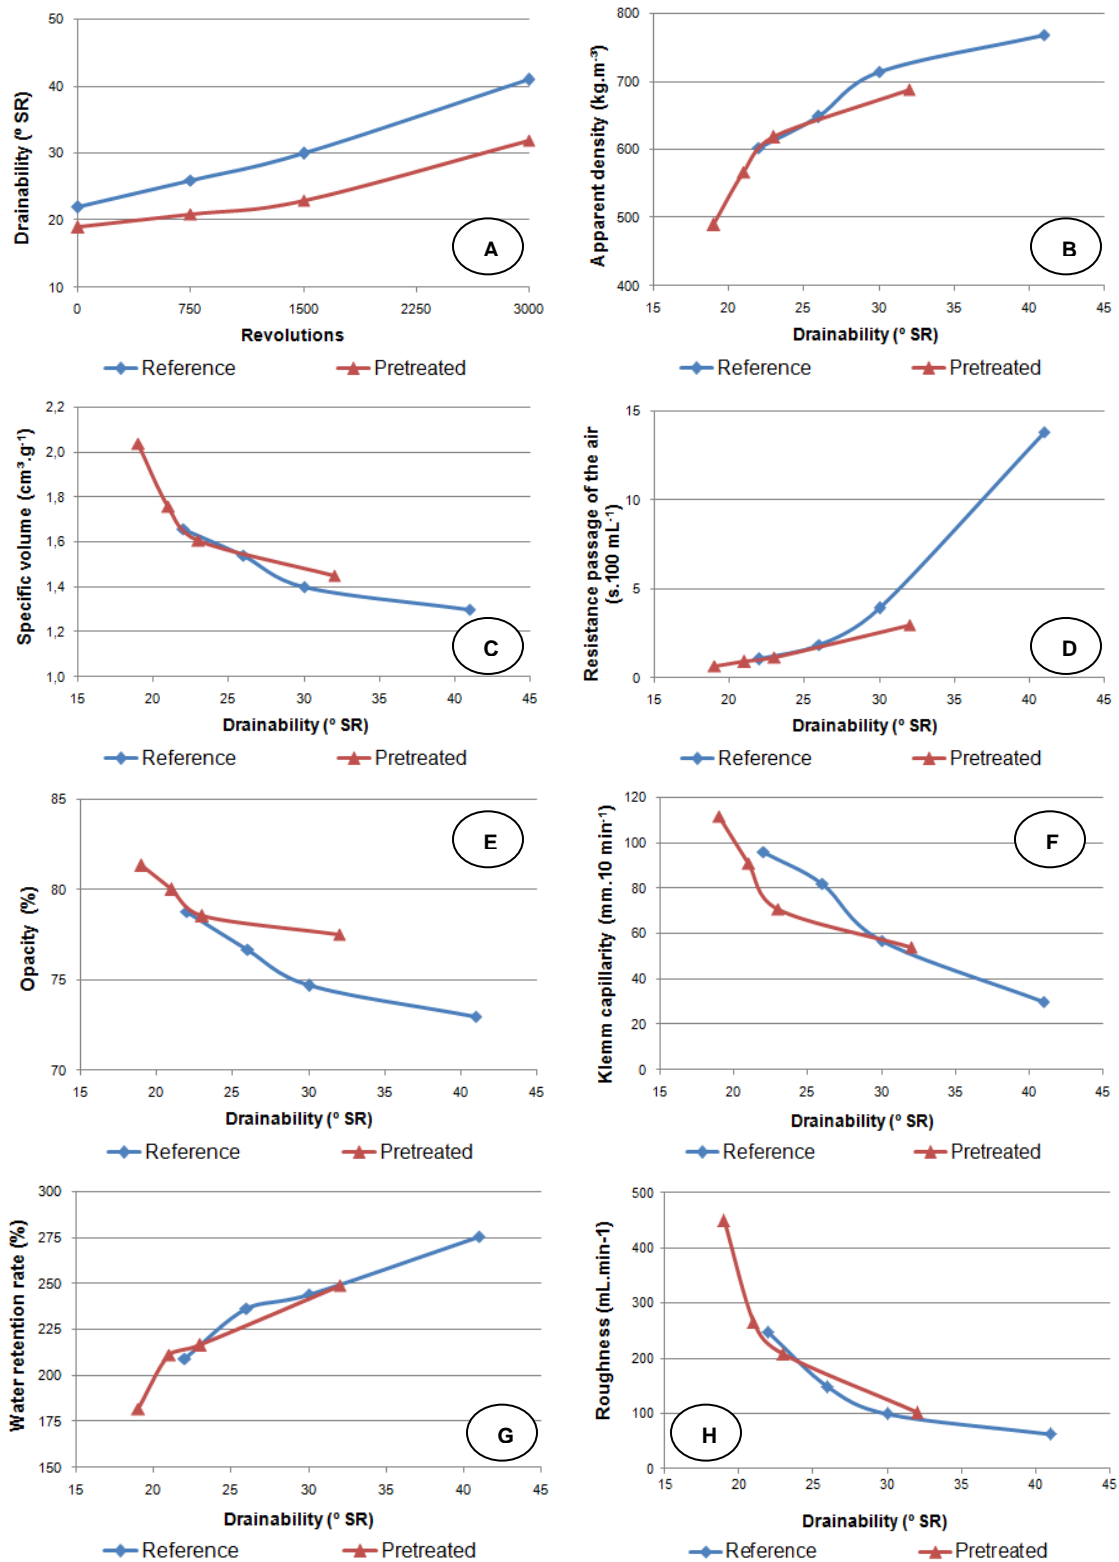 50
40
30
20
10
Drainability (º SR)
0
750
1500
2250
3000
Revolutions
A
Reference
Pretreated
800
700
600
500
400
Apparent density (kg.m-³)
15
20
25
30
35
40
45
Drainability (º SR)
B
Reference
Pretreated
2,2
2,0
1,8
1,6
1,4
1,2
1,0
Specific volume (cm³.g-¹)
15
20
25
30
35
40
45
Drainability (º SR)
C
Reference
Pretreated
15
10
5
0
Resistance passage of the air
(s.100 mL-¹)
15
20
25
30
35
40
45
Drainability (º SR)
D
Reference
Pretreated
85
80
75
70
Opacity (%)
15
20
25
30
35
40
45
Drainability (º SR)
E
Reference
Pretreated
120
100
80
60
40
20
0
Klemm capillarity (mm.10 min-¹)
15
20
25
30
35
40
45
Drainability (º SR)
F
Reference
Pretreated
300
275
250
225
200
175
150
Water retention rate (%)
15
20
25
30
35
40
45
Drainability (º SR)
G
Reference
Pretreated
500
400
300
200
100
0
Roughness (mL.min-1)
15
20
25
30
35
40
45
Drainability (º SR)
H
Reference
Pretreated